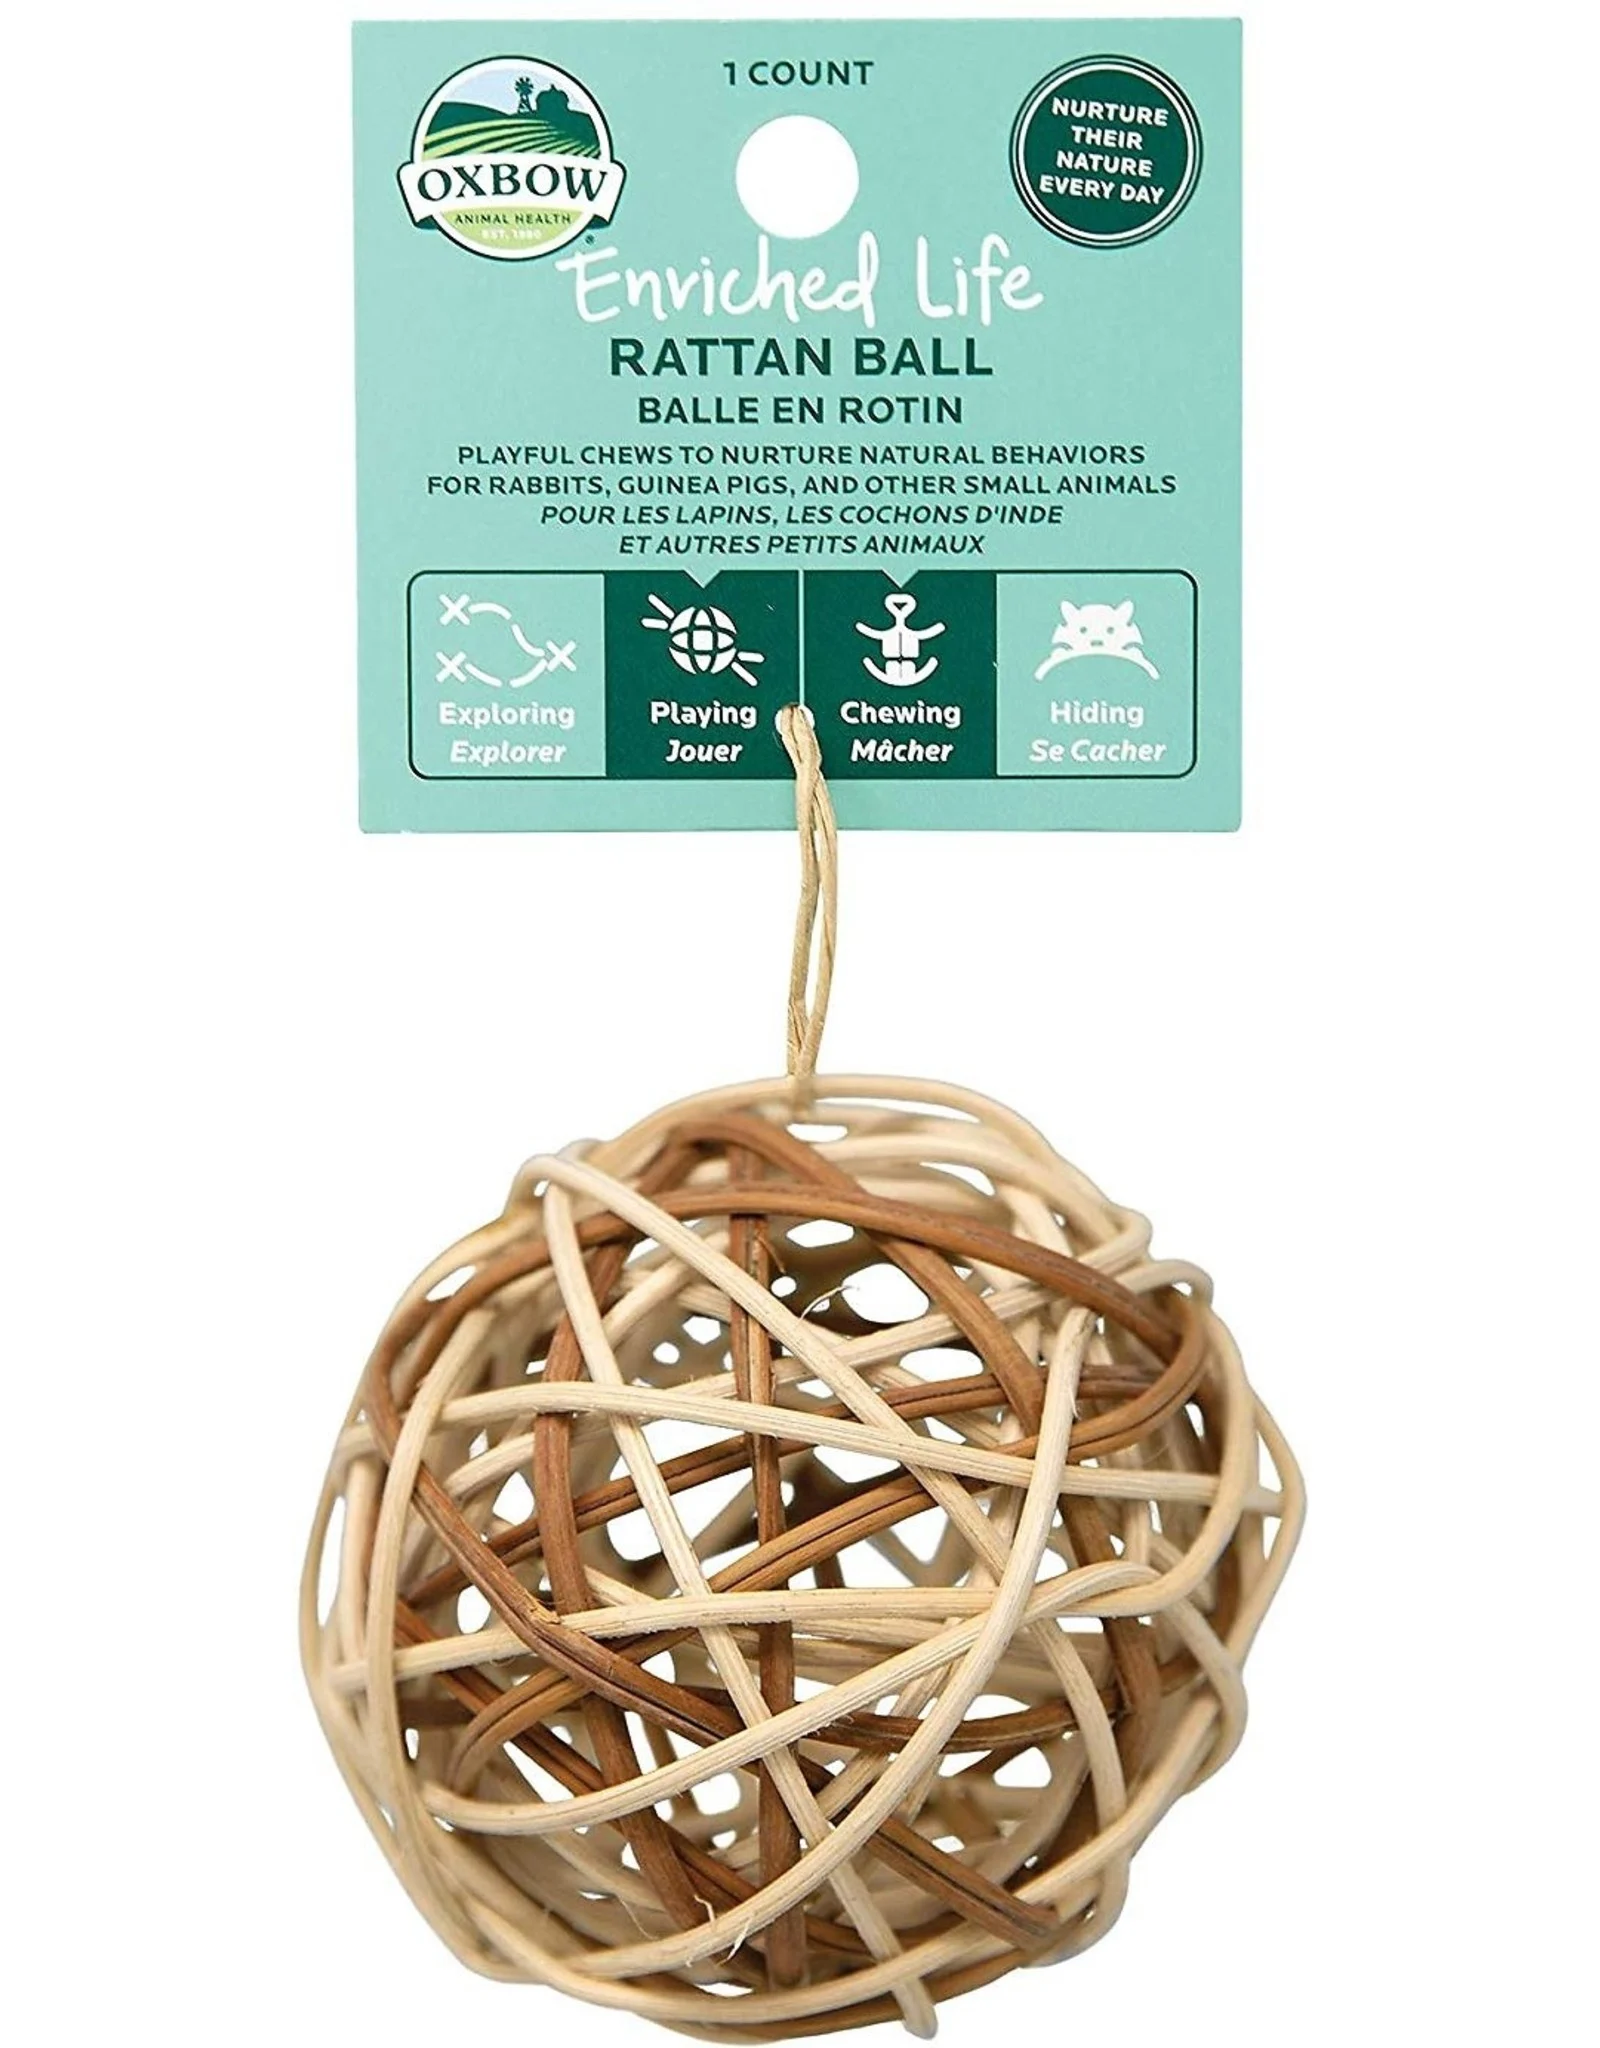 1 COUNT
OXBOW
ANIMAL HEALTH
EST. 1980
®
NURTURE
THEIR
NATURE
EVERY DAY
Enriched Life
RATTAN BALL
BALLE EN ROTIN
PLAYFUL CHEWS TO NURTURE NATURAL BEHAVIORS
FOR RABBITS, GUINEA PIGS, AND OTHER SMALL ANIMALS
POUR LES LAPINS, LES COCHONS D'INDE
ET AUTRES PETITS ANIMAUX
Exploring
Explorer
Playing
Jouer
Chewing
Mâcher
Hiding
Se Cacher